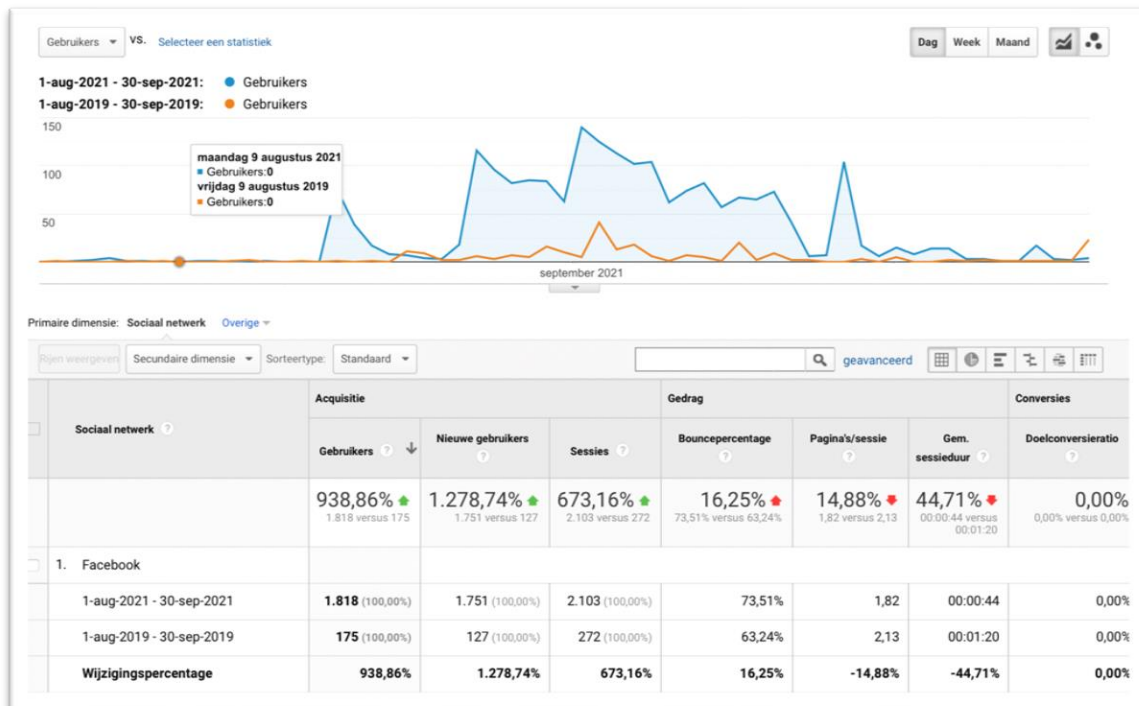 Gebruikers VS. Selecteer een statistiek Dag Week Maand
1-aug-2021 - 30-sep-2021: Gebruikers
1-aug-2019 - 30-sep-2019: Gebruikers
150
100
50
maandag 9 augustus 2021
Gebruikers:0
vrijdag 9 augustus 2019
Gebruikers:0
september 2021
Primaire dimensie: Sociaal netwerk Overige
Rijen weergeven Secundaire dimensie Sorteertype: Standaard geavanceerd
Acquisitie Gedrag Conversies
Sociaal netwerk ? Gebruikers ? Nieuwe gebruikers ? Sessies ? Bouncepercentage ? Pagina's/sessie ? Gem. sessieduur ? Doelconversieratio ?
938,86% 1.278,74% 673,16% 16,25% 14,88% 44,71% 0,00%
1.818 versus 175 1.751 versus 127 2.103 versus 272 73,51% versus 63,24% 1,82 versus 2,13 00:00:44 versus 00:01:20 0,00% versus 0,00%
1. Facebook
1-aug-2021 - 30-sep-2021 1.818 (100,00%) 1.751 (100,00%) 2.103 (100,00%) 73,51% 1,82 00:00:44 0,00%
1-aug-2019 - 30-sep-2019 175 (100,00%) 127 (100,00%) 272 (100,00%) 63,24% 2,13 00:01:20 0,00%
Wijzigingspercentage 938,86% 1.278,74% 673,16% 16,25% -14,88% -44,71% 0,00%